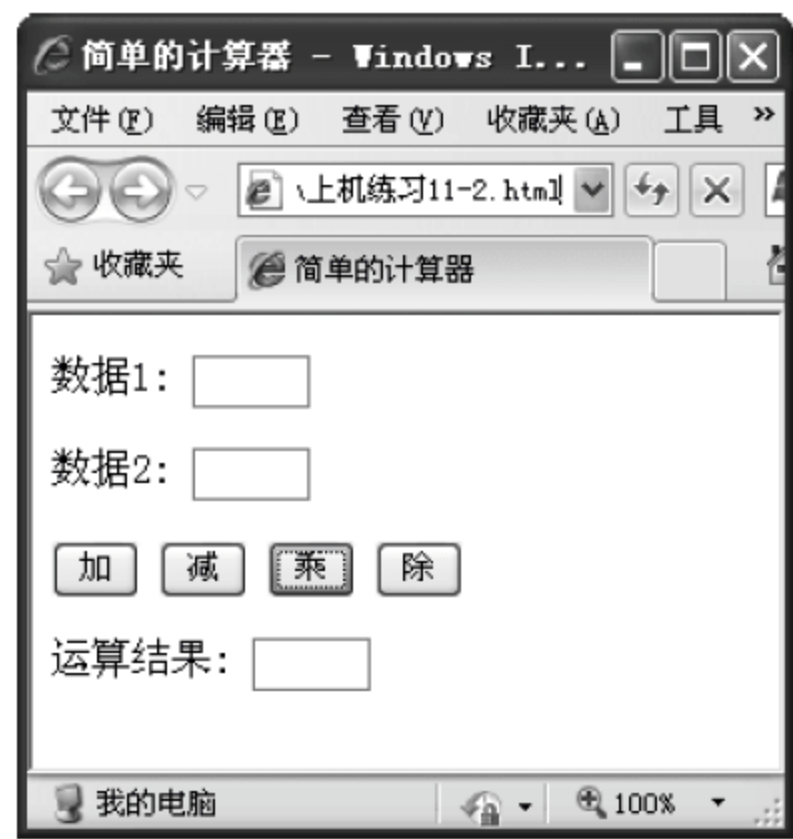 简单的计算器 - Windows I...
文件(F) 编辑(E) 查看(V) 收藏夹(A) 工具 »
\上机练习11-2.html
收藏夹 简单的计算器
数据1:
数据2:
加 减 乘 除
运算结果:
我的电脑 100%